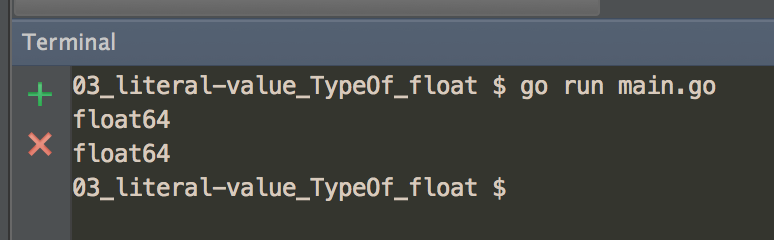 Terminal
03_literal-value_TypeOf_float $ go run main.go
float64
float64
03_literal-value_TypeOf_float $